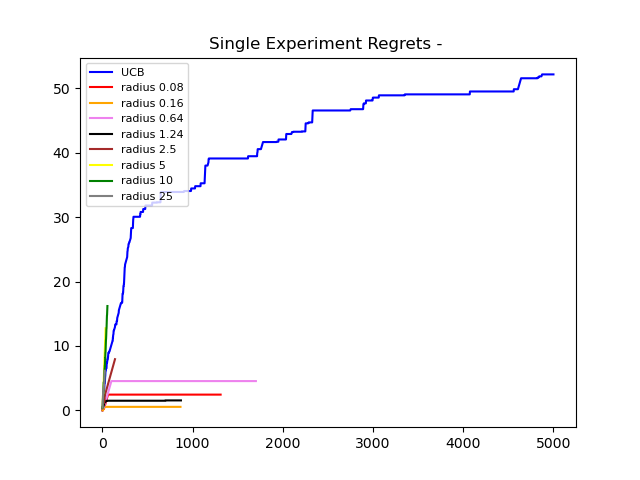 Single Experiment Regrets -
50
40
30
20
10
0
UCB
radius 0.08
radius 0.16
radius 0.64
radius 1.24
radius 2.5
radius 5
radius 10
radius 25
0 1000 2000 3000 4000 5000